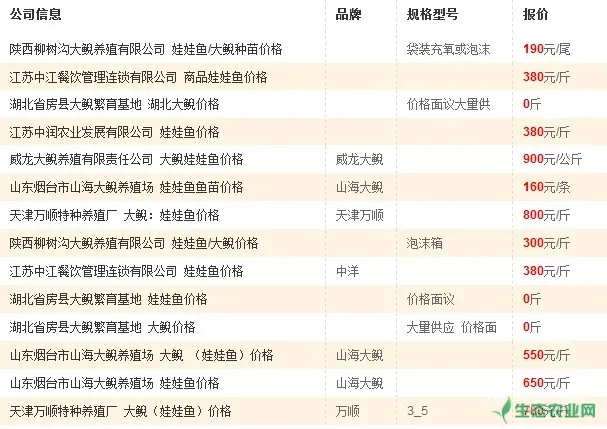 公司信息 品牌 规格型号 报价
陕西柳树沟大鲵养殖有限公司 娃娃鱼/大鲵种苗价格 袋装充氧或泡沫 190元/尾
江苏中江餐饮管理连锁有限公司 商品娃娃鱼价格 380元/斤
湖北省房县大鲵繁育基地 湖北大鲵价格 价格面议大量供 0斤
江苏中润农业发展有限公司 娃娃鱼价格 380元/斤
威龙大鲵养殖有限责任公司 大鲵娃娃鱼价格 威龙大鲵 900元/公斤
山东烟台市山海大鲵养殖场 娃娃鱼鱼苗价格 山海大鲵 160元/条
天津万顺特种养殖厂 大鲵：娃娃鱼价格 天津万顺 800元/斤
陕西柳树沟大鲵养殖有限公司 娃娃鱼/大鲵价格 泡沫箱 300元/斤
江苏中江餐饮管理连锁有限公司 娃娃鱼价格 中洋 380元/斤
湖北省房县大鲵繁育基地 娃娃鱼价格 价格面议 0斤
湖北省房县大鲵繁育基地 大鲵价格 大量供应 价格面 0斤
山东烟台市山海大鲵养殖场 大鲵 （娃娃鱼）价格 山海大鲵 550元/斤
山东烟台市山海大鲵养殖场 娃娃鱼价格 山海大鲵 650元/斤
天津万顺特种养殖厂 大鲵（娃娃鱼）价格 万顺 3_5
生态农业网